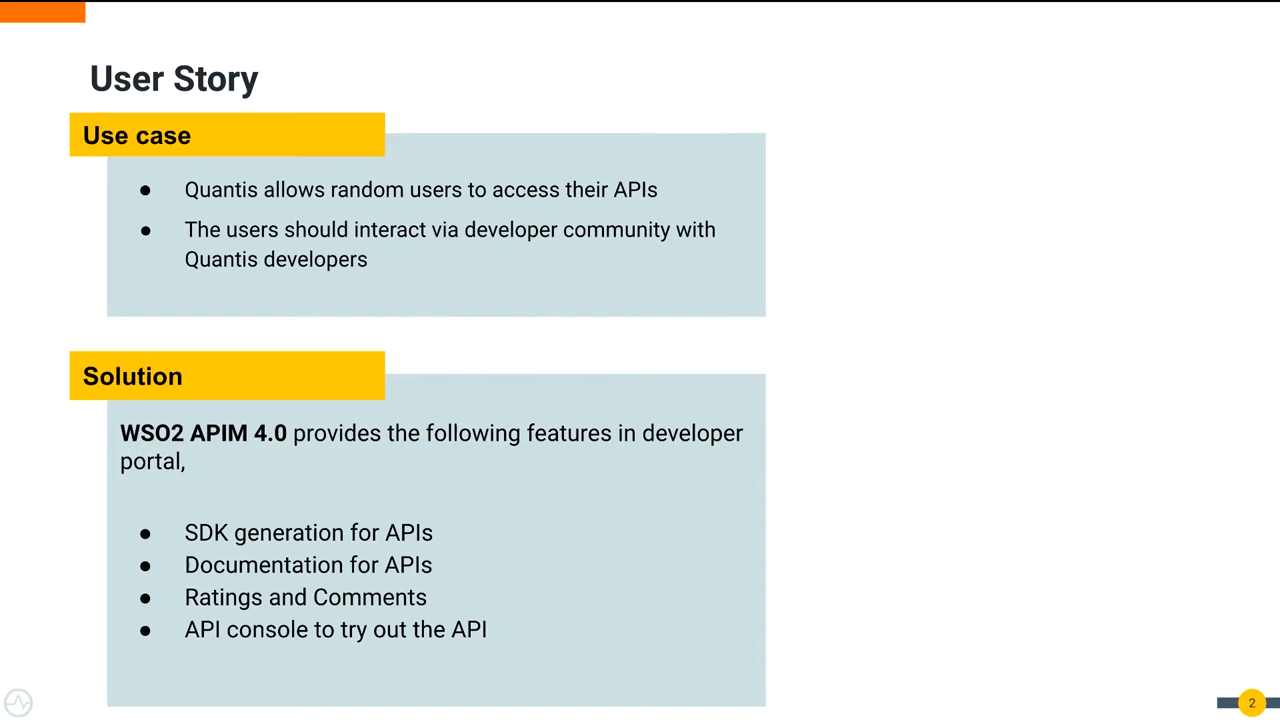 User Story
Use case
● Quantis allows random users to access their APIs
● The users should interact via developer community with
Quantis developers
Solution
WSO2 APIM 4.0 provides the following features in developer
portal,
● SDK generation for APIs
● Documentation for APIs
● Ratings and Comments
● API console to try out the API
2